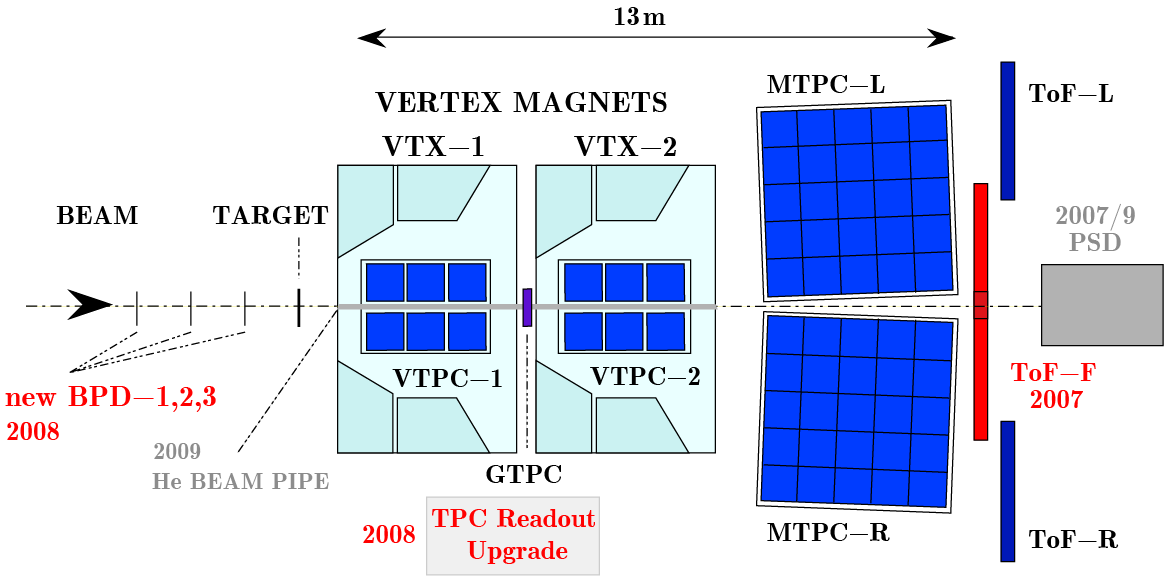 13 m
MTPC−L
ToF−L
VERTEX MAGNETS
VTX−1
VTX−2
BEAM
TARGET
2007/9
PSD
new BPD−1,2,3
2008
VTPC−1
VTPC−2
ToF−F
2007
2009
He BEAM PIPE
GTPC
2008
TPC Readout
Upgrade
MTPC−R
ToF−R